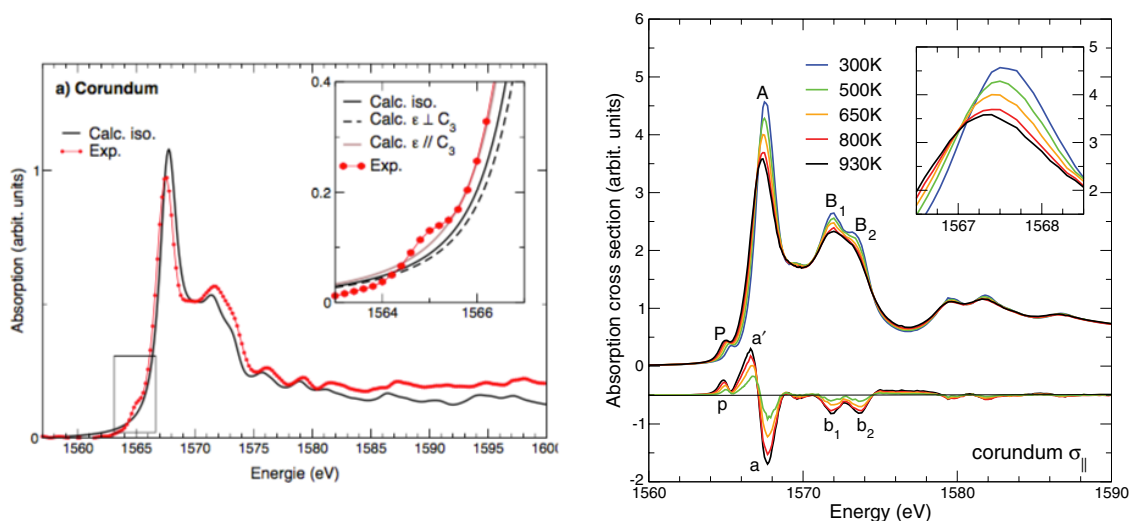 a) Corundum
Calc. iso.
Exp.
Calc. iso.
Calc. ε ⊥ C3
Calc. ε // C3
Exp.
0.4
0.2
0
1564
1566
1
0
1560
1565
1570
1575
1580
1585
1590
1595
1600
Absorption (arbit. units)
Energie (eV)
300K
500K
650K
800K
930K
A
B1
B2
P
a′
p
a
b1
b2
corundum σ||
6
5
4
3
2
1
0
-1
-2
1560
1570
1580
1590
Absorption cross section (arbit. units)
Energy (eV)
5
4
3
2
1567
1568